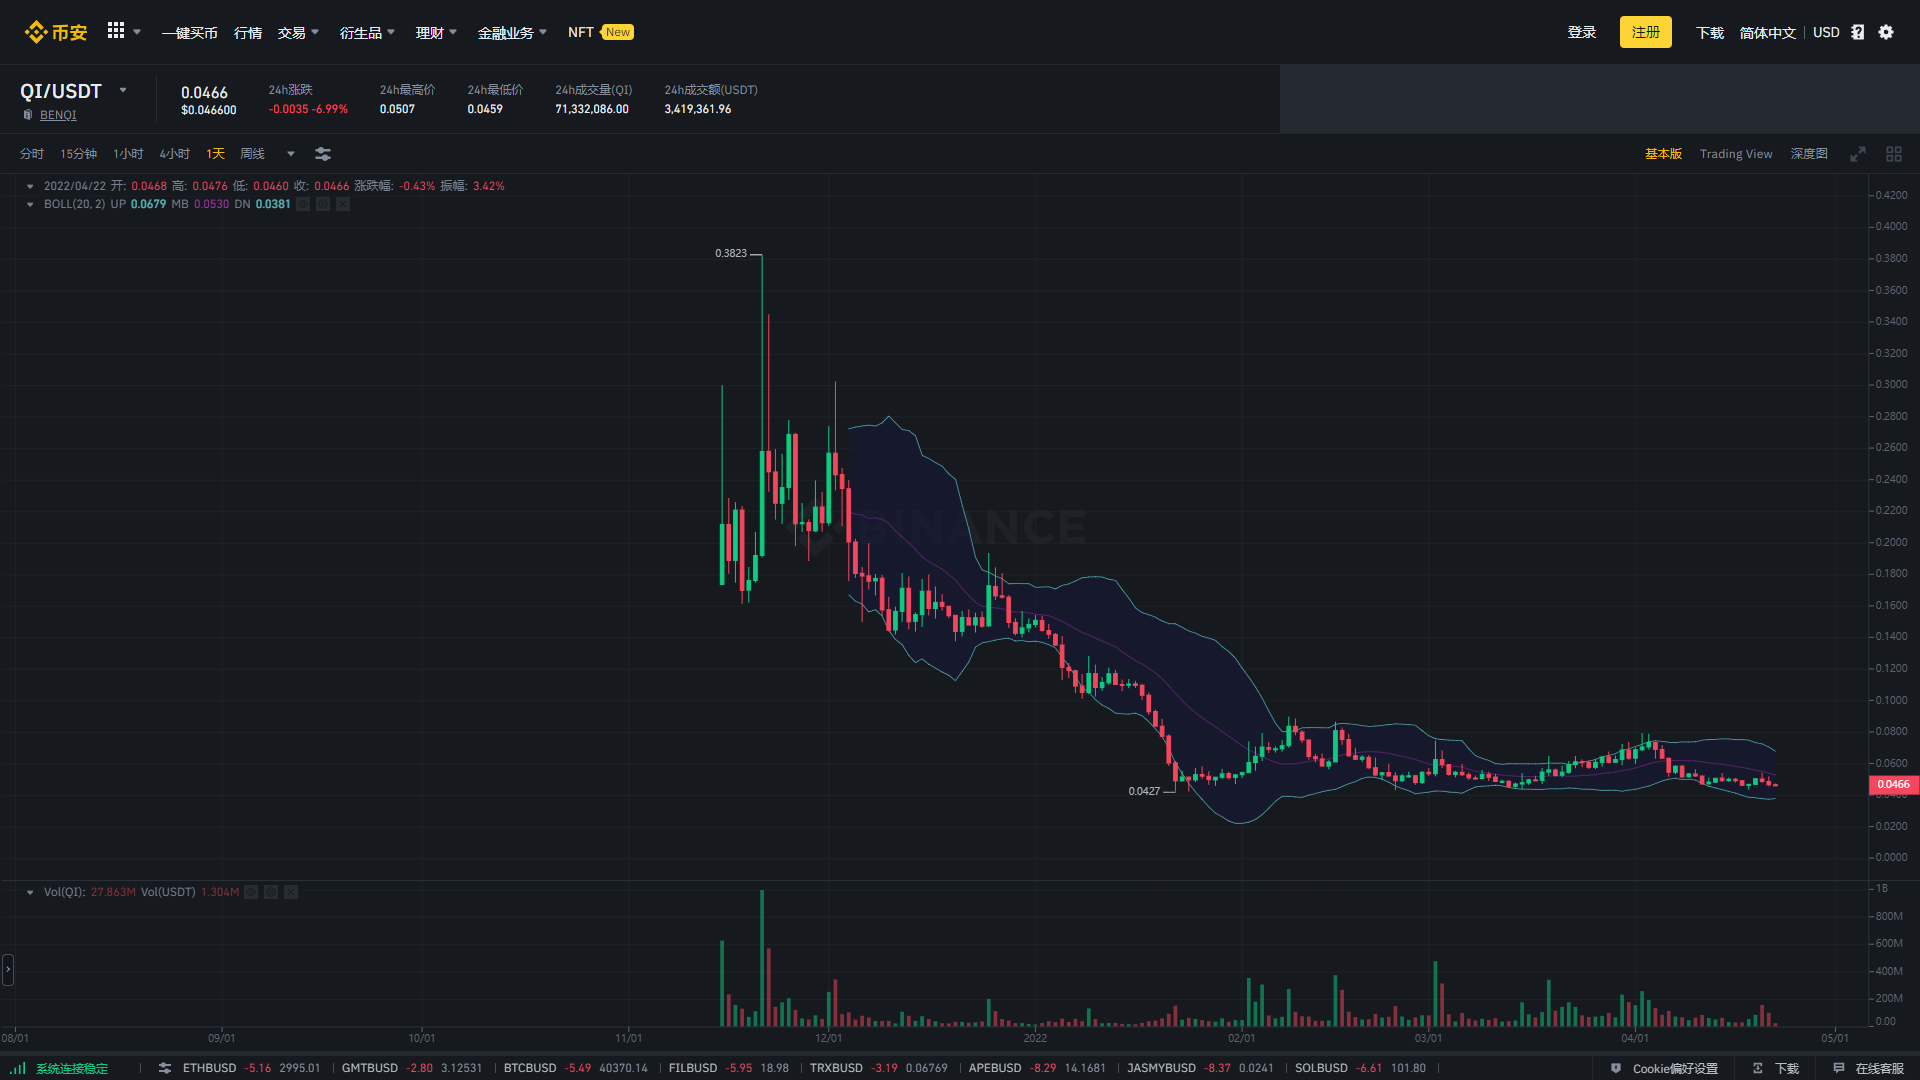 币安 一键买币 行情 交易 衍生品 理财 金融业务 NFT New 登录 注册 下载 简体中文 USD
QI/USDT
BENQI
0.0466
$0.046600
24h涨跌
-0.0035 -6.99%
24h最高价
0.0507
24h最低价
0.0459
24h成交量(QI)
71,332,086.00
24h成交额(USDT)
3,419,361.96
分时 15分钟 1小时 4小时 1天 周线 基本版 Trading View 深度图
2022/04/22 开: 0.0468 高: 0.0476 低: 0.0460 收: 0.0466 涨跌幅: -0.43% 振幅: 3.42%
BOLL(20, 2) UP 0.0679 MB 0.0530 DN 0.0381
0.4200
0.4000
0.3800
0.3600
0.3400
0.3200
0.3000
0.2800
0.2600
0.2400
0.2200
0.2000
0.1800
0.1600
0.1400
0.1200
0.1000
0.0800
0.0600
0.0466
0.0400
0.0200
0.0000
0.3823
BINANCE
0.0427
Vol(QI): 27.863M Vol(USDT) 1.304M
1B
800M
600M
400M
200M
0.00
08/01 09/01 10/01 11/01 12/01 2022 02/01 03/01 04/01 05/01
系统连接稳定 ETHBUSD -5.16 2995.01 GMTBUSD -2.80 3.12531 BTCBUSD -5.49 40370.14 FILBUSD -5.95 18.98 TRXBUSD -3.19 0.06769 APEBUSD -8.29 14.1681 JASMYBUSD -8.37 0.0241 SOLBUSD -6.61 101.80 Cookie偏好设置 下载 在线客服